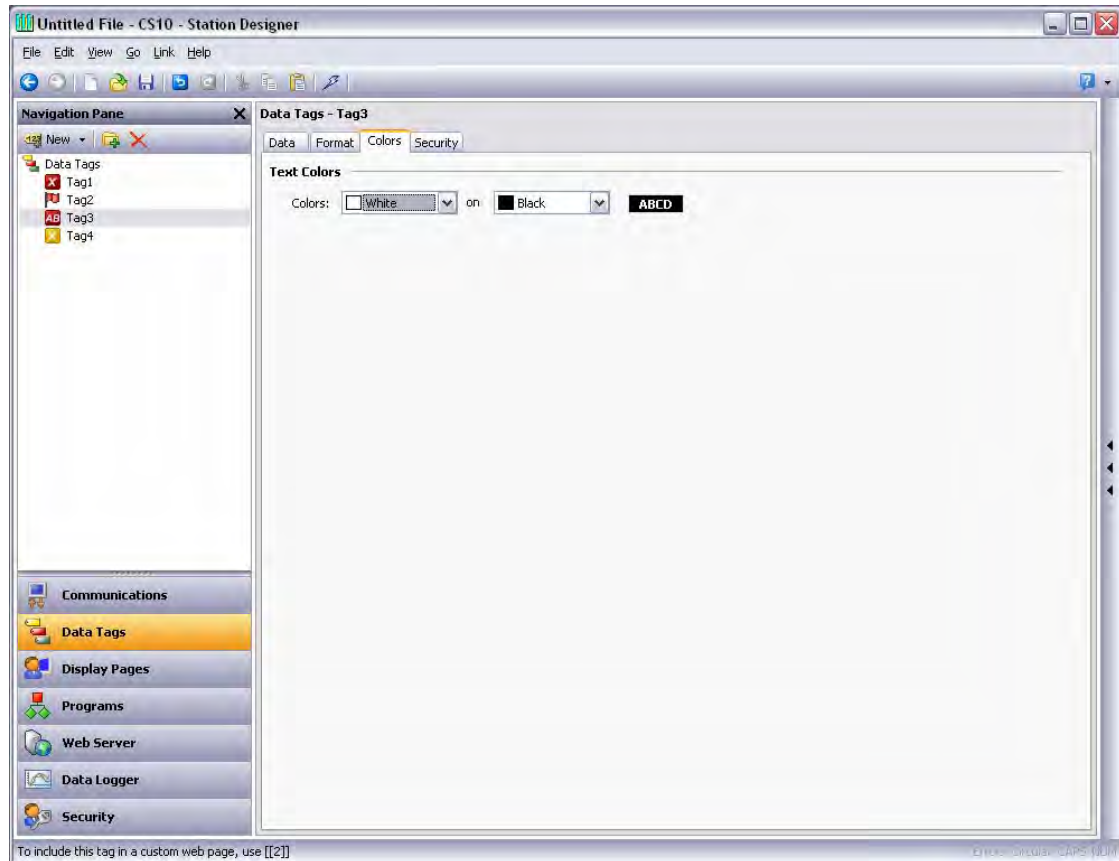 Untitled File - CS10 - Station Designer
File Edit View Go Link Help
Navigation Pane
New
Data Tags
Tag1
Tag2
Tag3
Tag4
Communications
Data Tags
Display Pages
Programs
Web Server
Data Logger
Security
Data Tags - Tag3
Data Format Colors Security
Text Colors
Colors: White on Black ABCD
To include this tag in a custom web page, use [[2]]
CAPS NUM